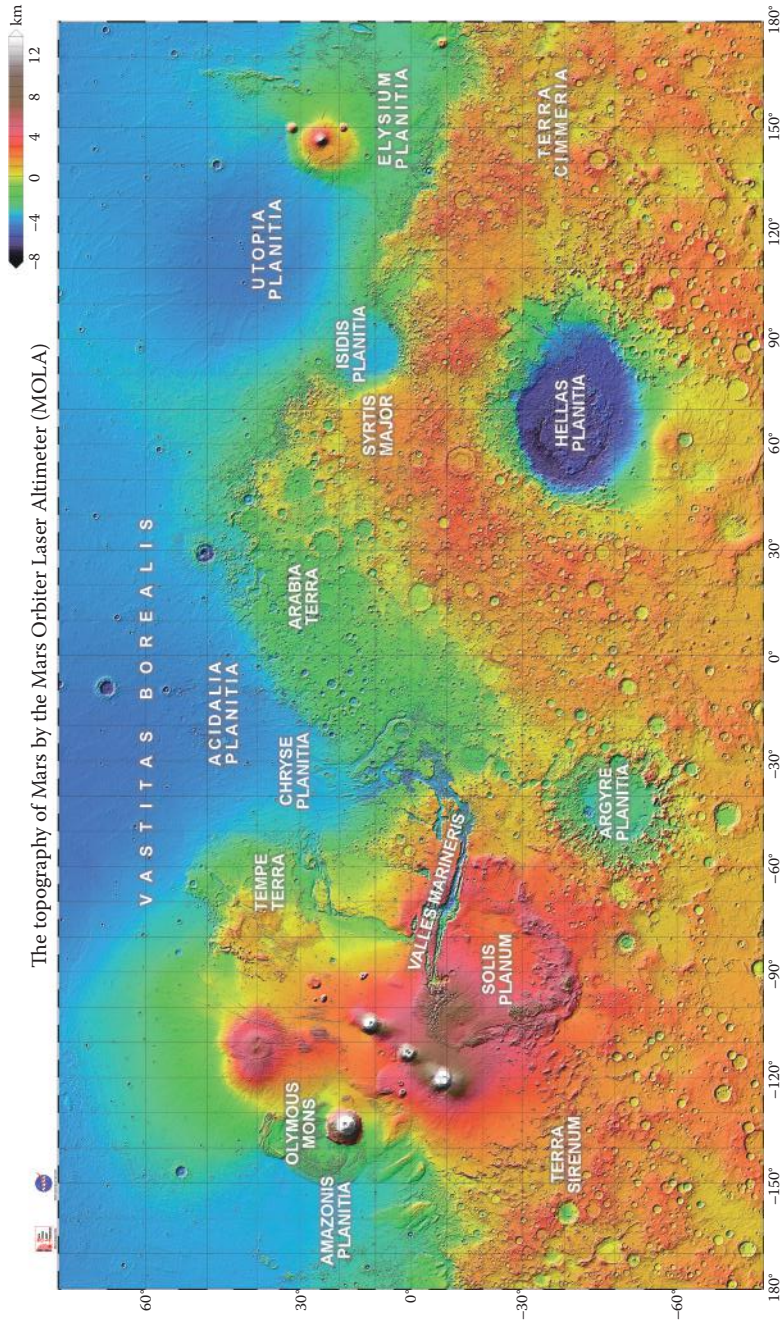 The topography of Mars by the Mars Orbiter Laser Altimeter (MOLA)
−8 −4 0 4 8 12 km
VASTITAS BOREALIS
ACIDALIA
PLANITIA
UTOPIA
PLANITIA
CHRYSE
PLANITIA
TEMPE
TERRA
ARABIA
TERRA
ISIDIS
PLANITIA
SYRTIS
MAJOR
ELYSIUM
PLANITIA
OLYMOUS
MONS
AMAZONIS
PLANITIA
VALLES MARINERIS
SOLIS
PLANUM
TERRA
SIRENUM
ARGYRE
PLANITIA
HELLAS
PLANITIA
TERRA
CIMMERIA
60°
30°
0°
−30°
−60°
180° −150° −120° −90° −60° −30° 0° 30° 60° 90° 120° 150° 180°